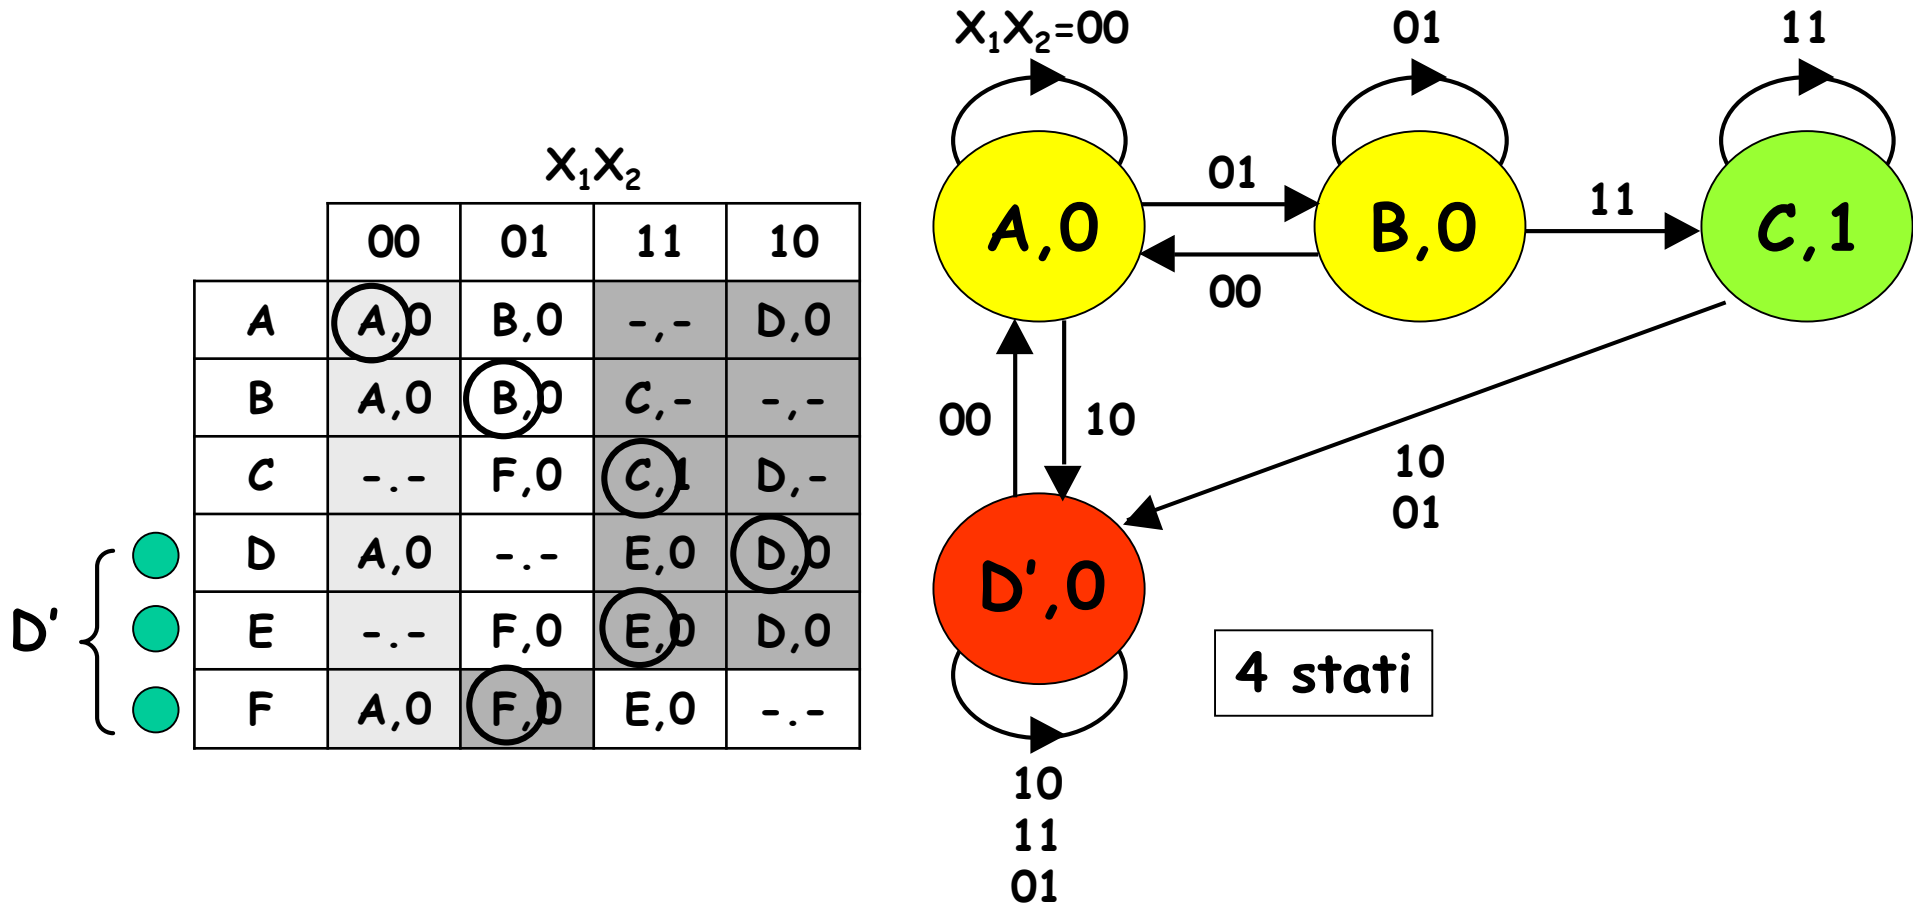 X1X2
00 01 11 10
A A,0 B,0 -,- D,0
B A,0 B,0 C,- -,-
C -.- F,0 C,1 D,-
D A,0 -.- E,0 D,0
E -.- F,0 E,0 D,0
F A,0 F,0 E,0 -.-
D'
X1X2=00
01
11
A,0
01
00
B,0
11
C,1
00
10
10
01
D',0
4 stati
10
11
01